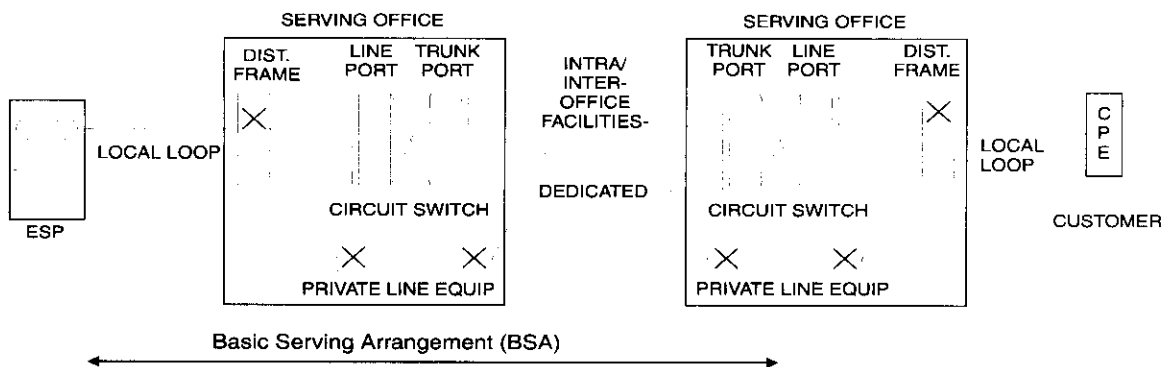 SERVING OFFICE
DIST.
FRAME
LINE
PORT
TRUNK
PORT
LOCAL LOOP
ESP
CIRCUIT SWITCH
PRIVATE LINE EQUIP
INTRA/
INTER-
OFFICE
FACILITIES-
DEDICATED
SERVING OFFICE
TRUNK
PORT
LINE
PORT
DIST.
FRAME
CIRCUIT SWITCH
PRIVATE LINE EQUIP
LOCAL
LOOP
C
P
E
CUSTOMER
Basic Serving Arrangement (BSA)